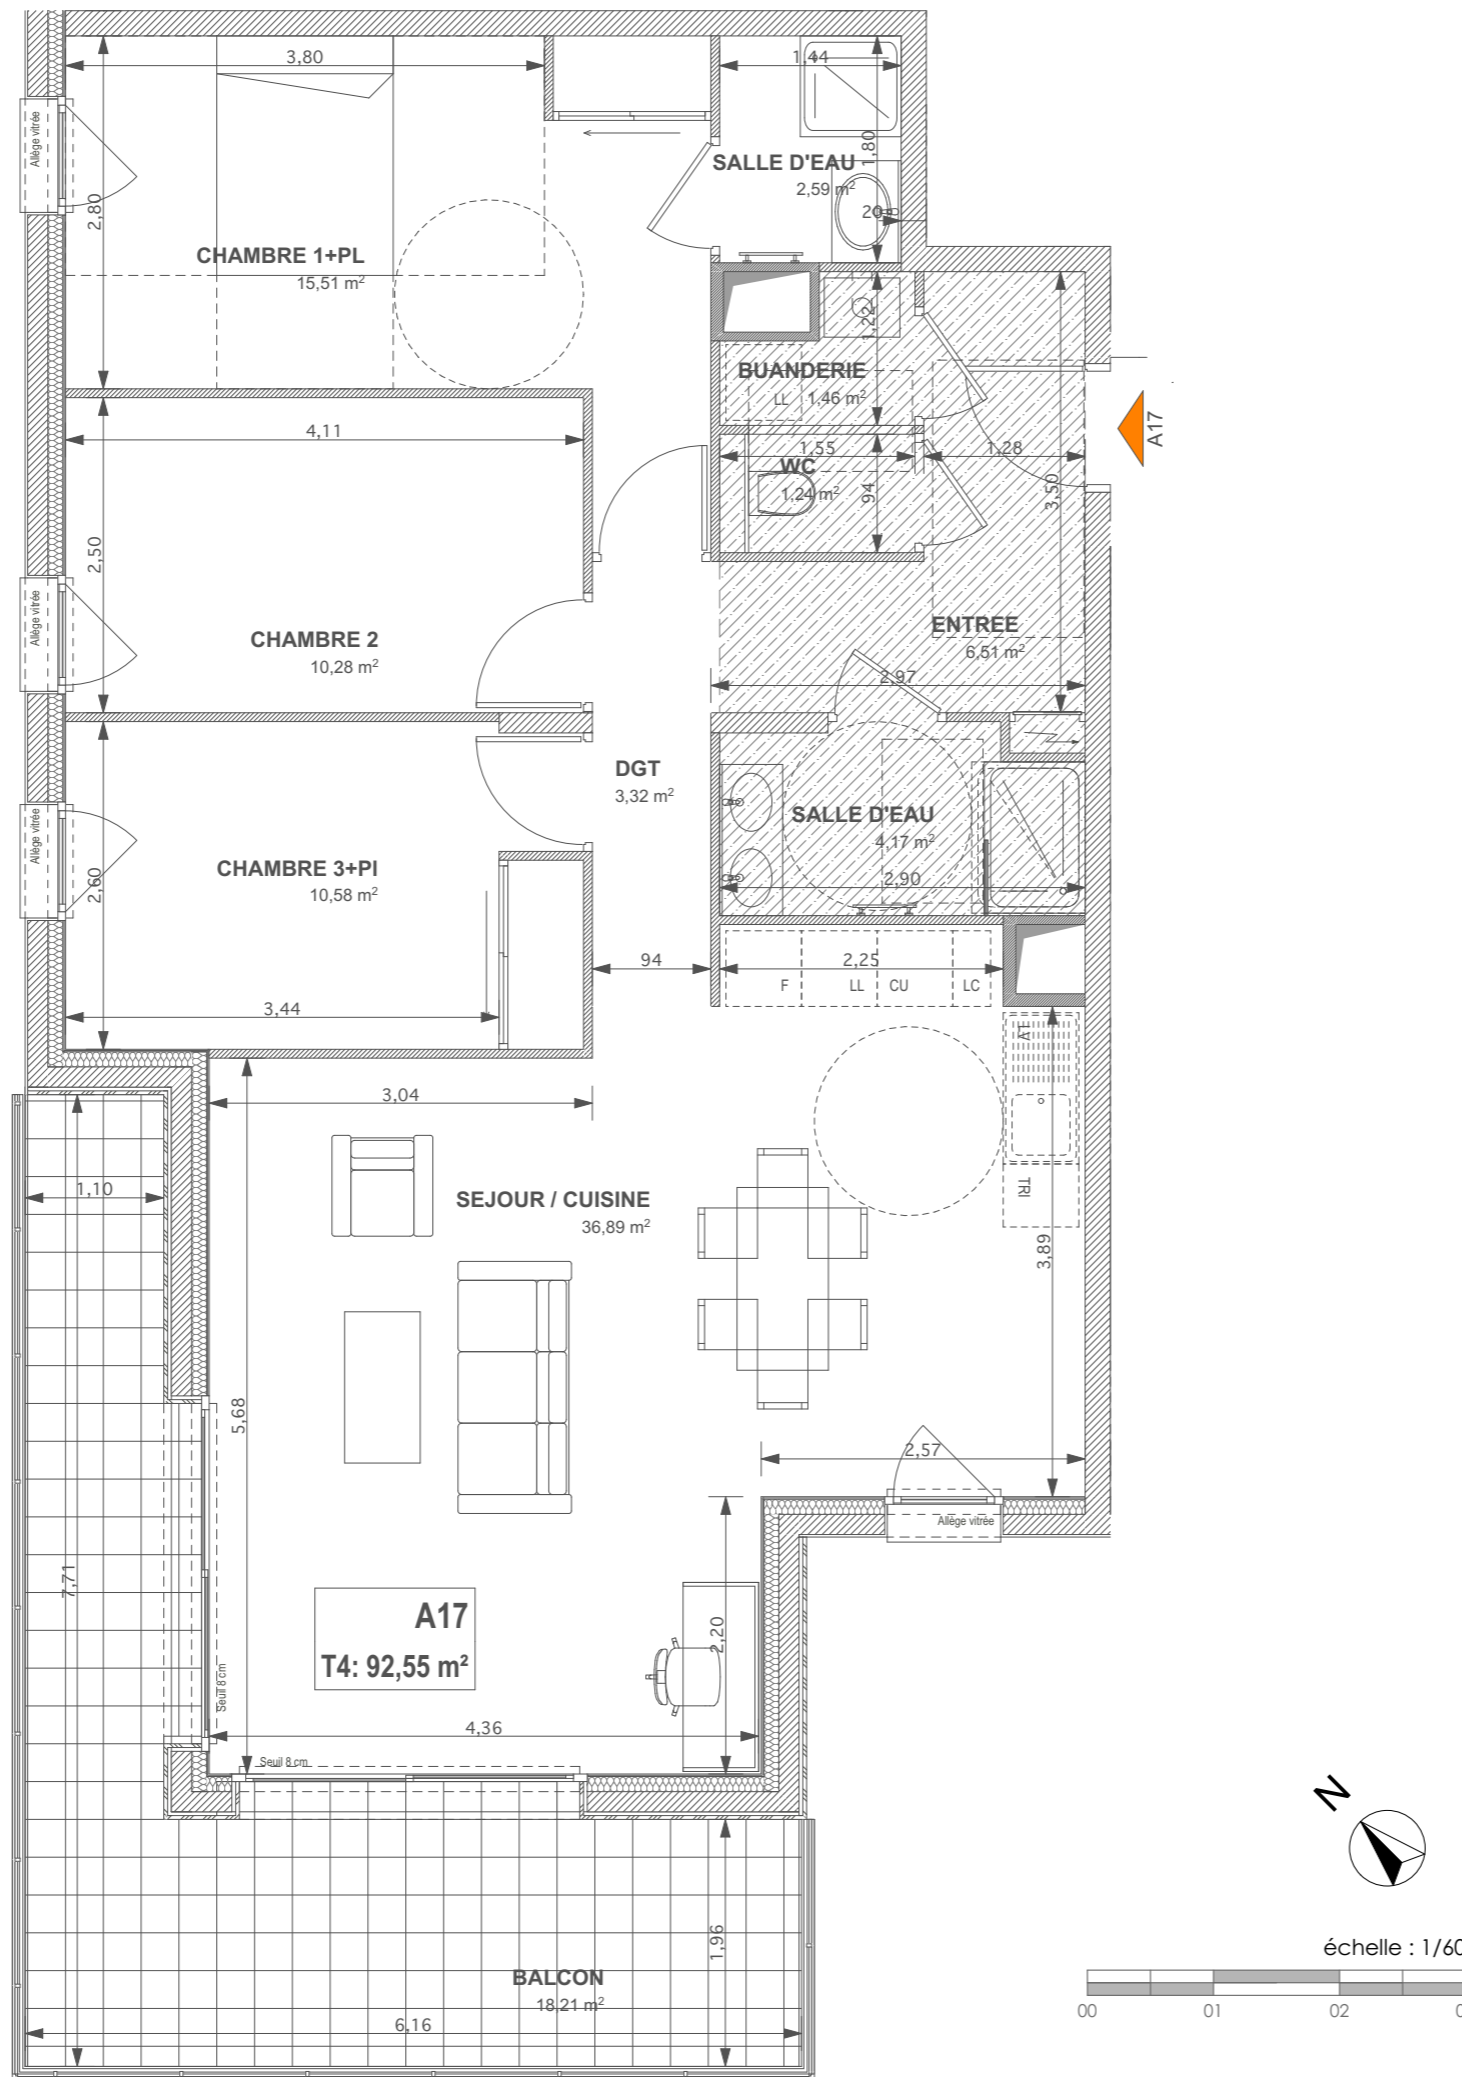 3,80
1,44
Allège vitrée
1,80
SALLE D'EAU
2,59 m²
20
2,80
CHAMBRE 1+PL
15,51 m²
1,22
BUANDERIE
LL
1,46 m²
A17
4,11
1,55
1,28
WC
1,24 m²
94
3,50
2,50
Allège vitrée
CHAMBRE 2
10,28 m²
ENTREE
6,51 m²
2,97
DGT
3,32 m²
Allège vitrée
SALLE D'EAU
4,17 m²
CHAMBRE 3+Pl
10,58 m²
2,60
2,90
94
2,25
F
LL
CU
LC
3,44
LV
3,04
1,10
SEJOUR / CUISINE
36,89 m²
TRI
3,89
5,68
2,57
Allège vitrée
7,71
A17
T4: 92,55 m²
2,20
Seuil 8 cm
4,36
Seuil 8 cm
N
1,96
BALCON
18,21 m²
6,16
échelle : 1/60
00
01
02